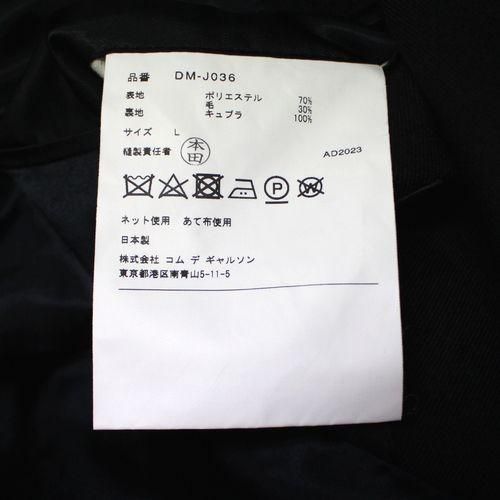 品番 DM-J036
表地 ポリエステル 70%
毛 30%
裏地 キュプラ 100%
サイズ L
縫製責任者 本田
AD2023
P W
ネット使用 あて布使用
日本製
株式会社 コム デ ギャルソン
東京都港区南青山5-11-5